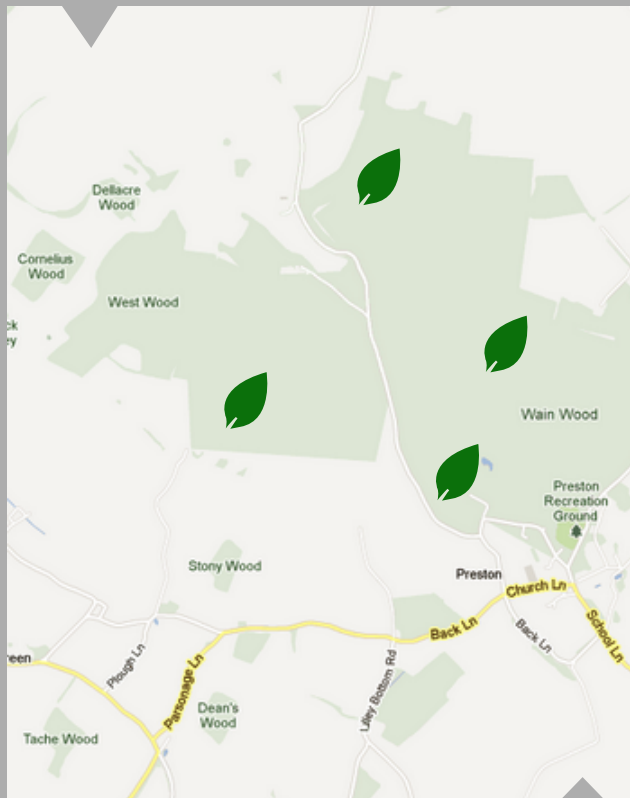 Dellacre
Wood
Cornelius
Wood
West Wood
ck
ey
Wain Wood
Preston
Recreation
Ground
Stony Wood
Preston
Church Ln
Back Ln
Back Ln
School Ln
reen
Plough Ln
Parsonage Ln
Lilley Bottom Rd
Dean's
Wood
Tache Wood